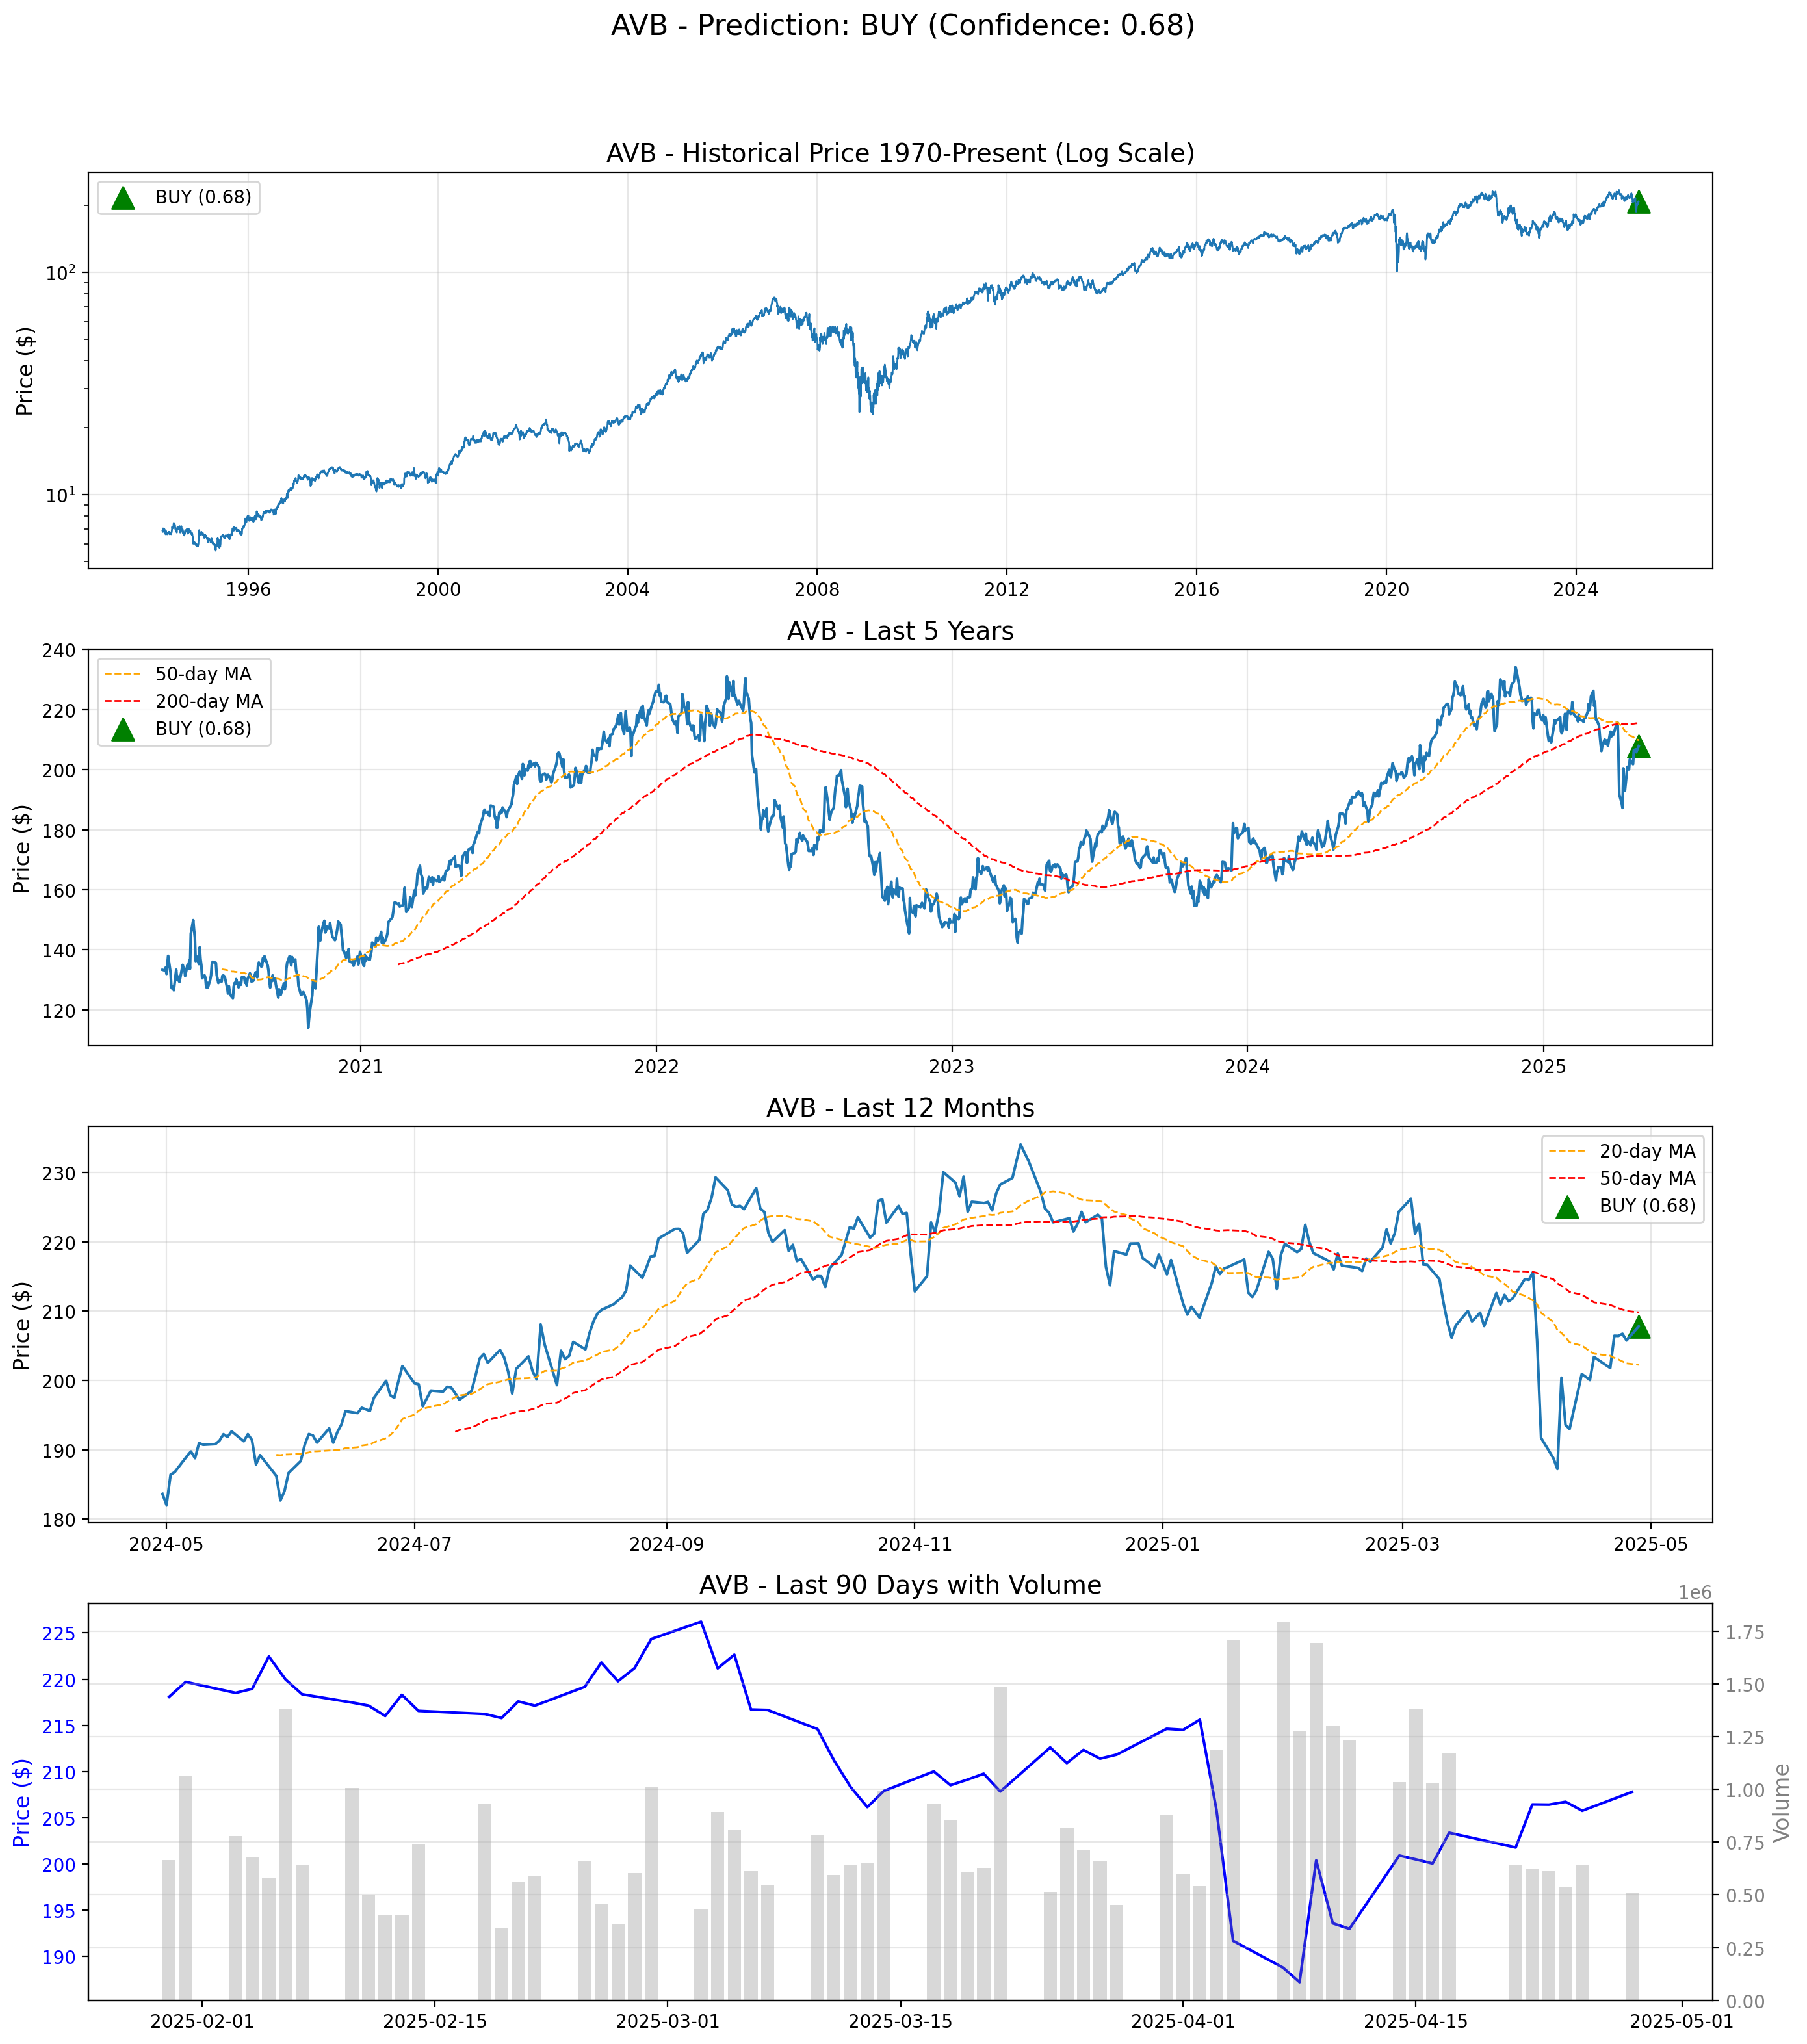 AVB - Prediction: BUY (Confidence: 0.68)
AVB - Historical Price 1970-Present (Log Scale)
BUY (0.68)
Price ($)
10²
10¹
1996 2000 2004 2008 2012 2016 2020 2024
AVB - Last 5 Years
50-day MA
200-day MA
BUY (0.68)
Price ($)
240
220
200
180
160
140
120
2021 2022 2023 2024 2025
AVB - Last 12 Months
20-day MA
50-day MA
BUY (0.68)
Price ($)
230
220
210
200
190
180
2024-05 2024-07 2024-09 2024-11 2025-01 2025-03 2025-05
AVB - Last 90 Days with Volume
1e6
Price ($)
225
220
215
210
205
200
195
190
1.75
1.50
1.25
1.00
0.75
0.50
0.25
0.00
Volume
2025-02-01 2025-02-15 2025-03-01 2025-03-15 2025-04-01 2025-04-15 2025-05-01